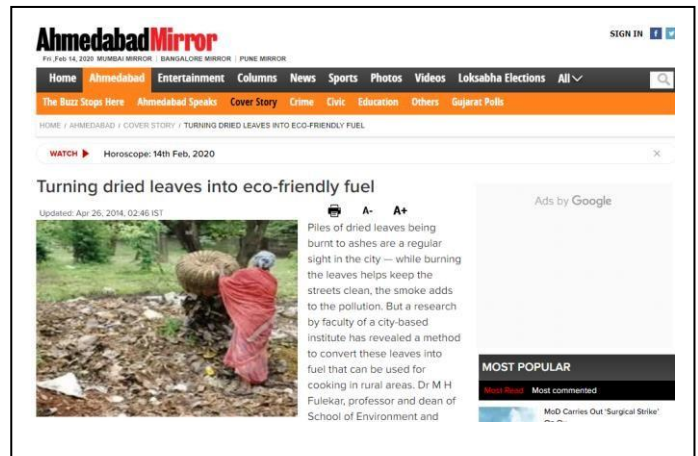 AhmedabadMirror
SIGN IN
Fri ,Feb 14, 2020 MUMBAI MIRROR | BANGALORE MIRROR | PUNE MIRROR
Home Ahmedabad Entertainment Columns News Sports Photos Videos Loksabha Elections All
The Buzz Stops Here Ahmedabad Speaks Cover Story Crime Civic Education Others Gujarat Polls
HOME / AHMEDABAD / COVER STORY / TURNING DRIED LEAVES INTO ECO-FRIENDLY FUEL
WATCH Horoscope: 14th Feb, 2020
Turning dried leaves into eco-friendly fuel
Updated: Apr 26, 2014, 02:46 IST
A- A+
Piles of dried leaves being
burnt to ashes are a regular
sight in the city — while burning
the leaves helps keep the
streets clean, the smoke adds
to the pollution. But a research
by faculty of a city-based
institute has revealed a method
to convert these leaves into
fuel that can be used for
cooking in rural areas. Dr M H
Fulekar, professor and dean of
School of Environment and
Ads by Google
MOST POPULAR
Most Read Most commented
MoD Carries Out 'Surgical Strike'